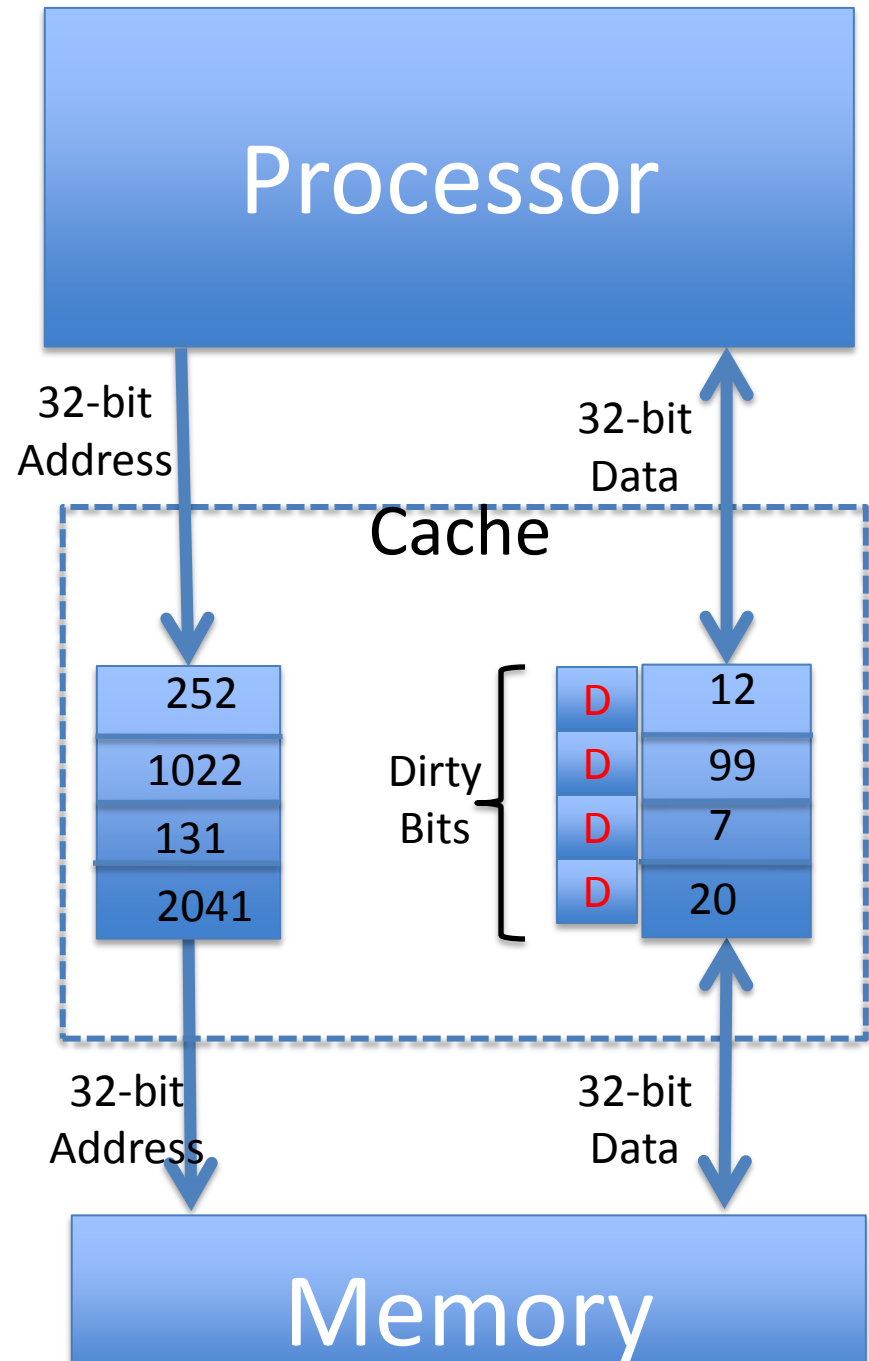 Processor
32-bit
Address
32-bit
Data
Cache
252
1022
131
2041
Dirty
Bits
D
D
D
D
12
99
7
20
32-bit
Address
32-bit
Data
Memory